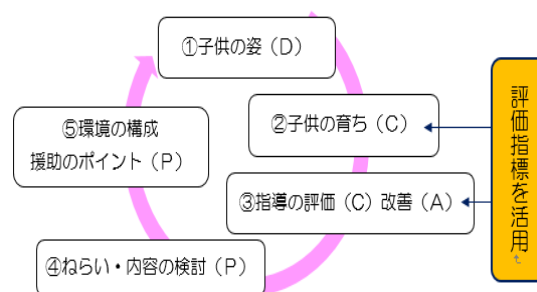 ①子供の姿（D）
②子供の育ち（C）
③指導の評価（C）改善（A）
④ねらい・内容の検討（P）
⑤環境の構成
援助のポイント（P）
評価指標を活用